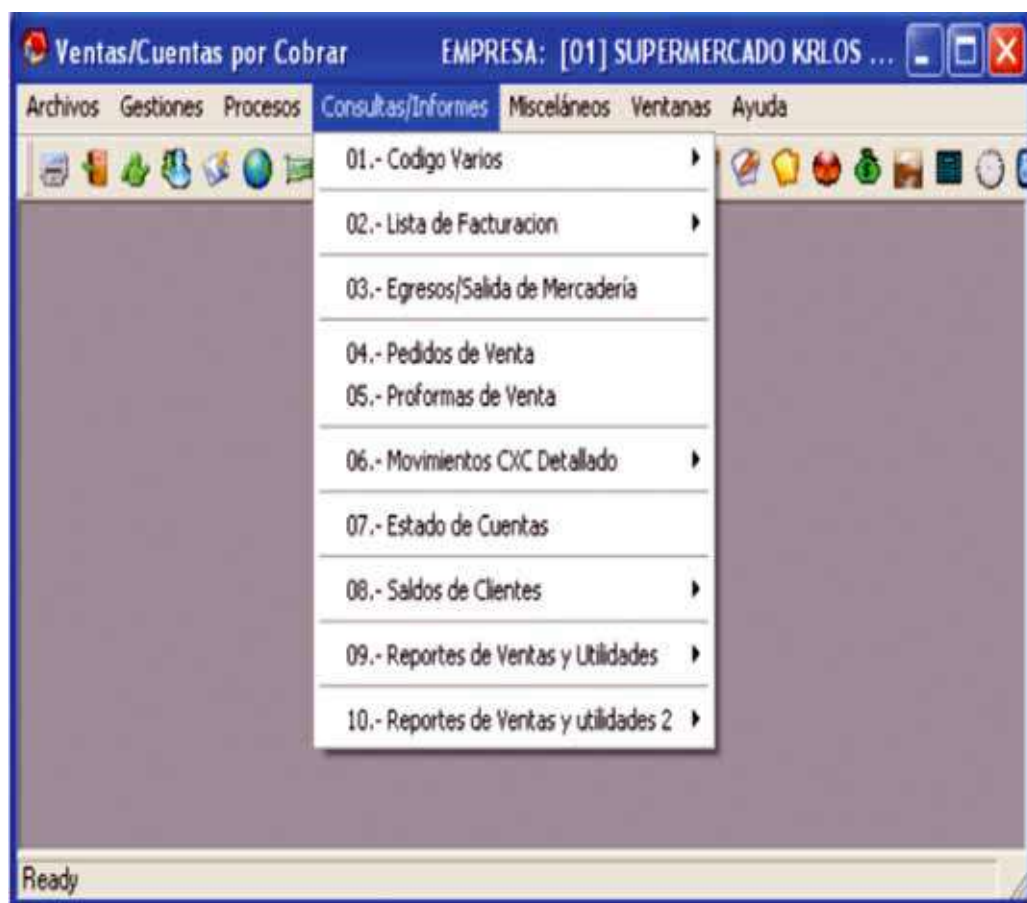 Ventas/Cuentas por Cobrar EMPRESA: [01] SUPERMERCADO KRLOS ...
Archivos Gestiones Procesos Consultas/Informes Misceláneos Ventanas Ayuda
01.- Codigo Varios
02.- Lista de Facturacion
03.- Egresos/Salida de Mercadería
04.- Pedidos de Venta
05.- Proformas de Venta
06.- Movimientos CXC Detallado
07.- Estado de Cuentas
08.- Saldos de Clientes
09.- Reportes de Ventas y Utilidades
10.- Reportes de Ventas y utilidades 2
Ready